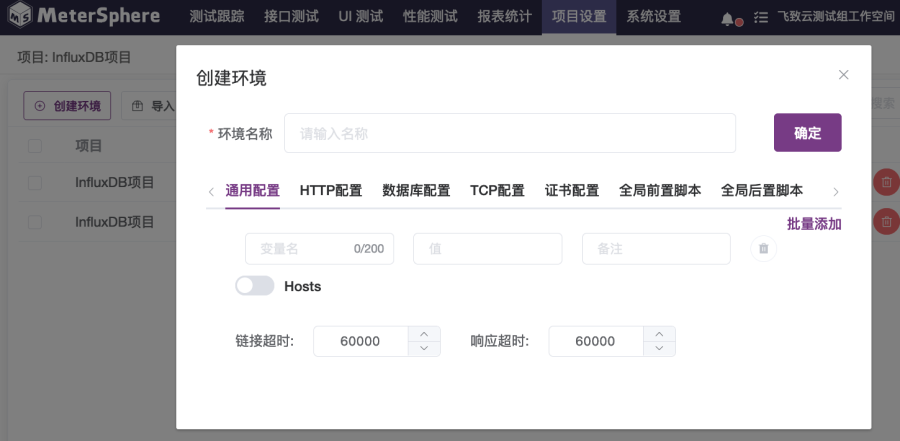 MeterSphere 测试跟踪 接口测试 UI 测试 性能测试 报表统计 项目设置 系统设置 飞致云测试组工作空间
项目: InfluxDB项目
创建环境
创建环境 导入 搜索
* 环境名称 请输入名称 确定
项目
InfluxDB项目
通用配置 HTTP配置 数据库配置 TCP配置 证书配置 全局前置脚本 全局后置脚本
InfluxDB项目
批量添加
变量名 0/200 值 备注
Hosts
链接超时: 60000 响应超时: 60000